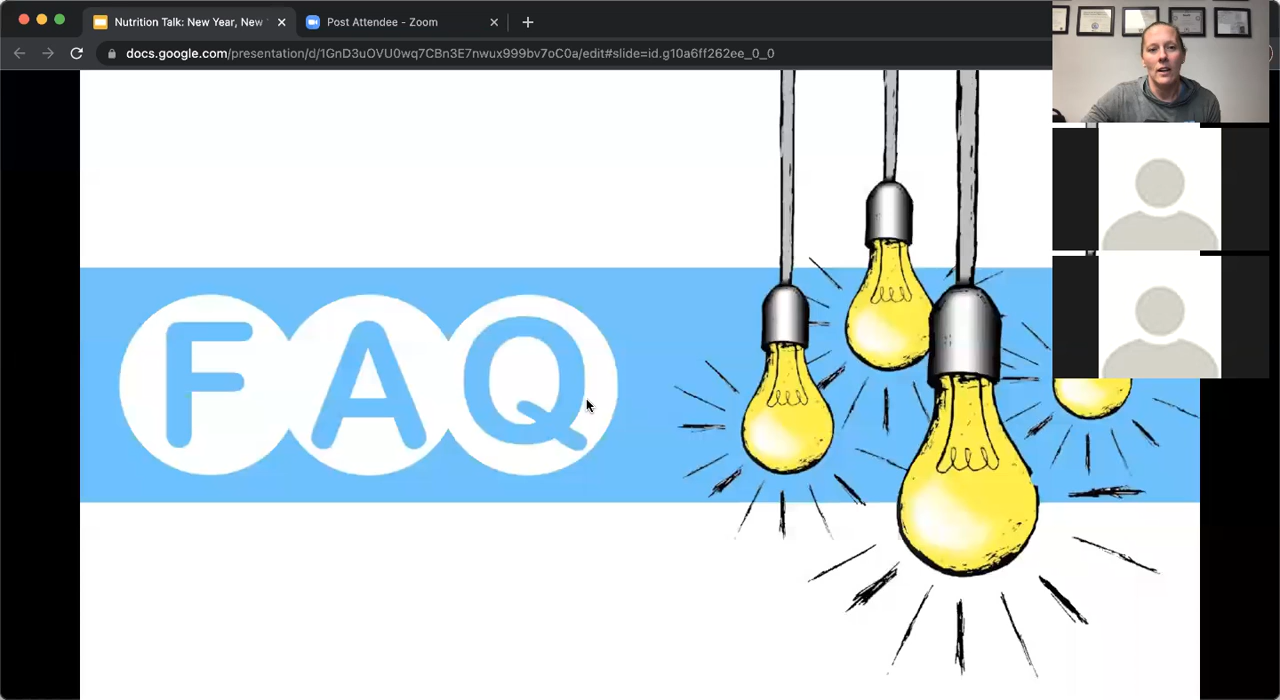 Nutrition Talk: New Year, New
Post Attendee - Zoom
docs.google.com/presentation/d/1GnD3uOVU0wq7CBn3E7nwux999bv7oC0a/edit#slide=id.g10a6ff262ee_0_0
FAQ